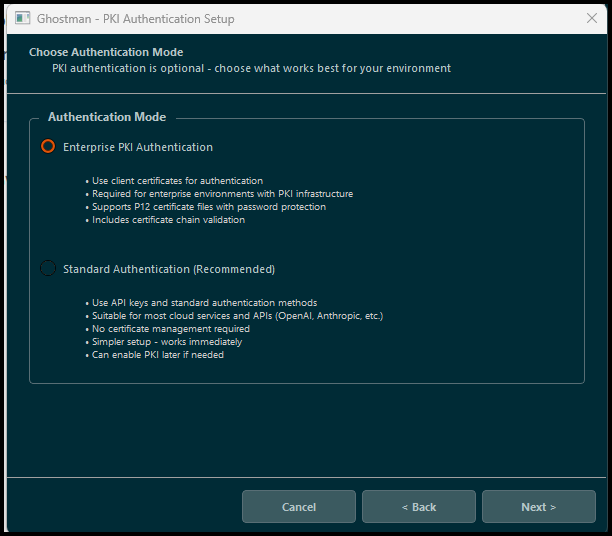 Ghostman - PKI Authentication Setup
Choose Authentication Mode
PKI authentication is optional - choose what works best for your environment
Authentication Mode
Enterprise PKI Authentication
• Use client certificates for authentication
• Required for enterprise environments with PKI infrastructure
• Supports P12 certificate files with password protection
• Includes certificate chain validation
Standard Authentication (Recommended)
• Use API keys and standard authentication methods
• Suitable for most cloud services and APIs (OpenAI, Anthropic, etc.)
• No certificate management required
• Simpler setup - works immediately
• Can enable PKI later if needed
Cancel
< Back
Next >